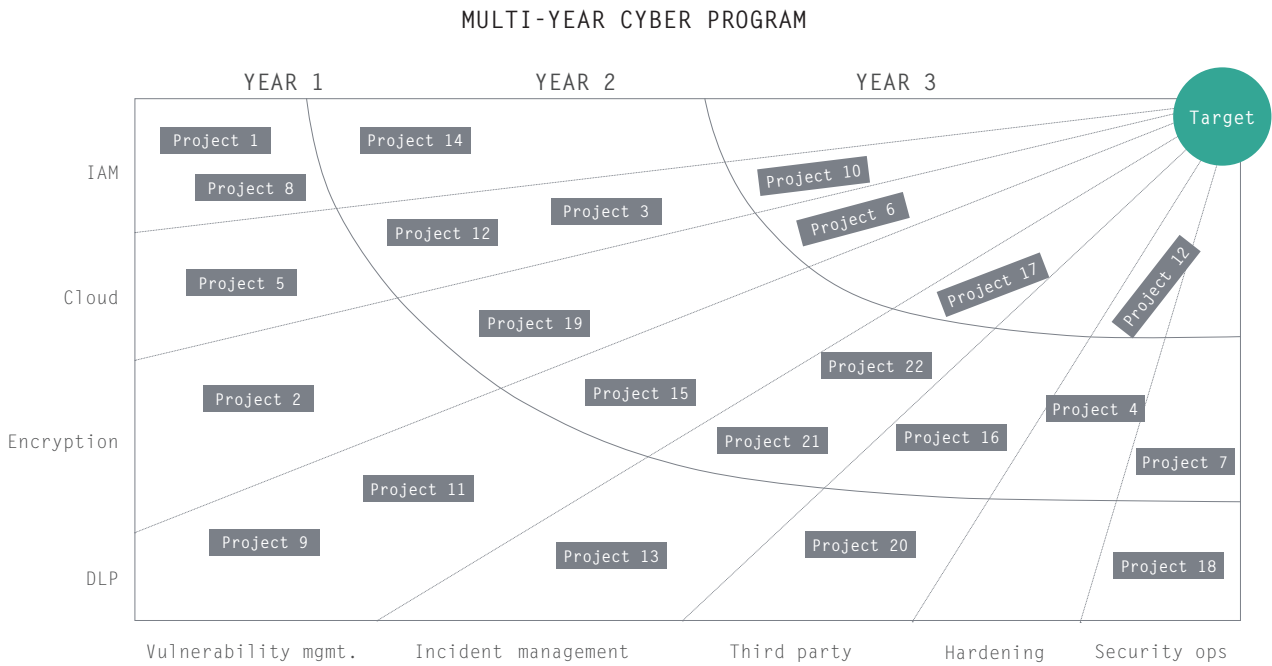 MULTI-YEAR CYBER PROGRAM
YEAR 1
YEAR 2
YEAR 3
Target
Project 1
Project 14
IAM
Project 10
Project 8
Project 3
Project 6
Project 12
Project 12
Project 5
Project 17
Cloud
Project 19
Project 22
Project 15
Project 2
Project 4
Encryption
Project 21
Project 16
Project 7
Project 11
Project 9
Project 20
Project 13
Project 18
DLP
Vulnerability mgmt.
Incident management
Third party
Hardening
Security ops